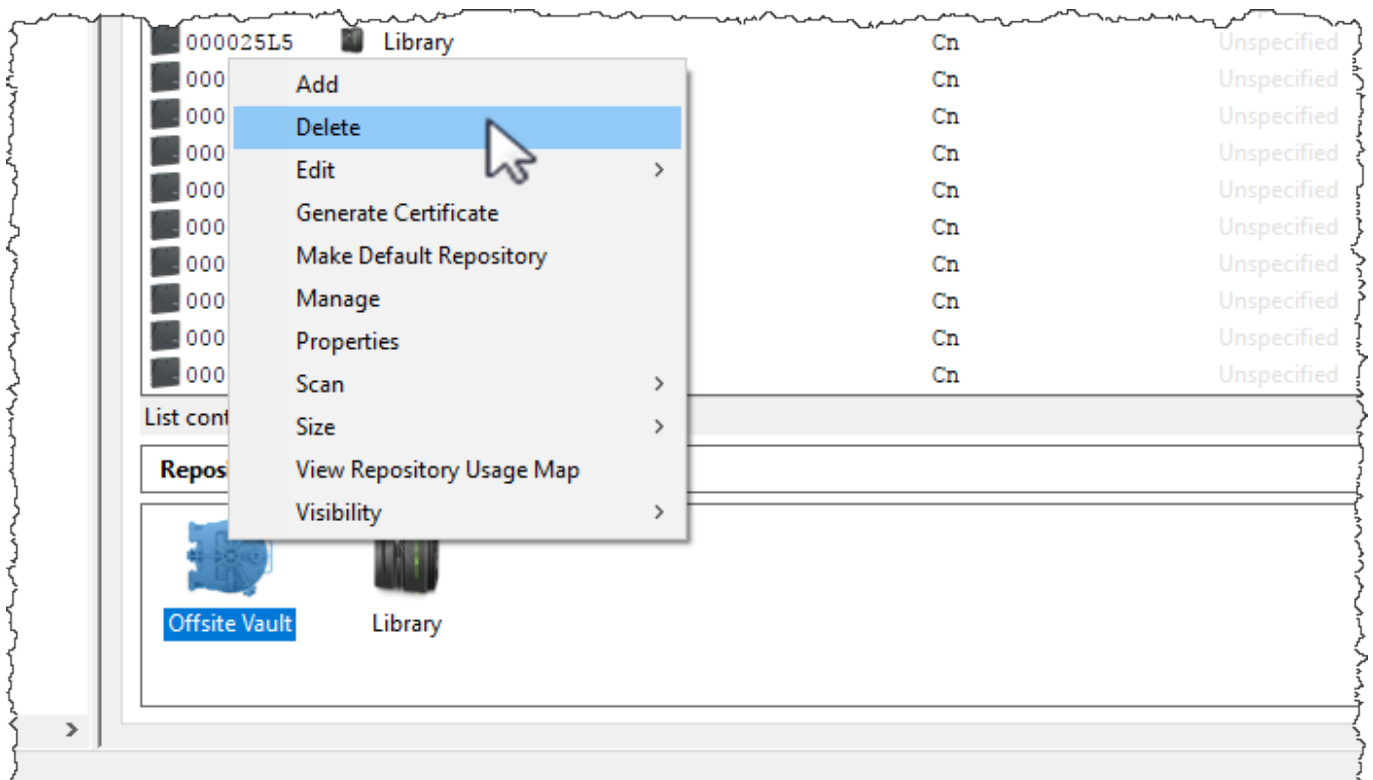 000025L5 Library Cn Unspecified
000 Cn Unspecified
000 Cn Unspecified
000 Cn Unspecified
000 Cn Unspecified
000 Cn Unspecified
000 Cn Unspecified
000 Cn Unspecified
000 Cn Unspecified
000 Cn Unspecified
Add
Delete
Edit
Generate Certificate
Make Default Repository
Manage
Properties
Scan
Size
View Repository Usage Map
Visibility
List cont
Reposi
Offsite Vault
Library